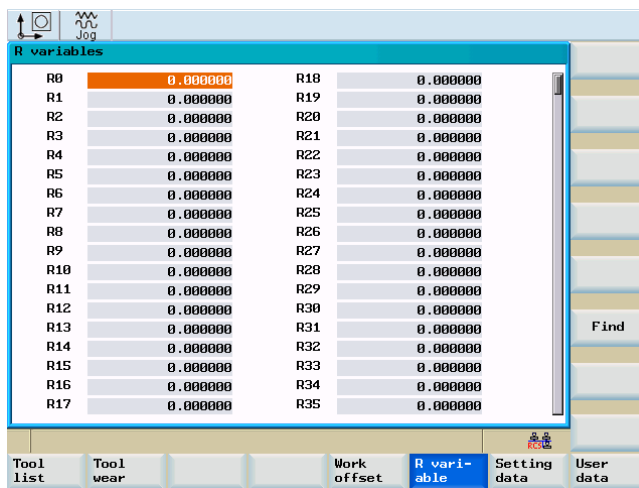 Jog
R variables
R0 0.000000 R18 0.000000
R1 0.000000 R19 0.000000
R2 0.000000 R20 0.000000
R3 0.000000 R21 0.000000
R4 0.000000 R22 0.000000
R5 0.000000 R23 0.000000
R6 0.000000 R24 0.000000
R7 0.000000 R25 0.000000
R8 0.000000 R26 0.000000
R9 0.000000 R27 0.000000
R10 0.000000 R28 0.000000
R11 0.000000 R29 0.000000
R12 0.000000 R30 0.000000
R13 0.000000 R31 0.000000 Find
R14 0.000000 R32 0.000000
R15 0.000000 R33 0.000000
R16 0.000000 R34 0.000000
R17 0.000000 R35 0.000000
RCS
Tool Tool Work R vari- Setting User
list wear offset able data data